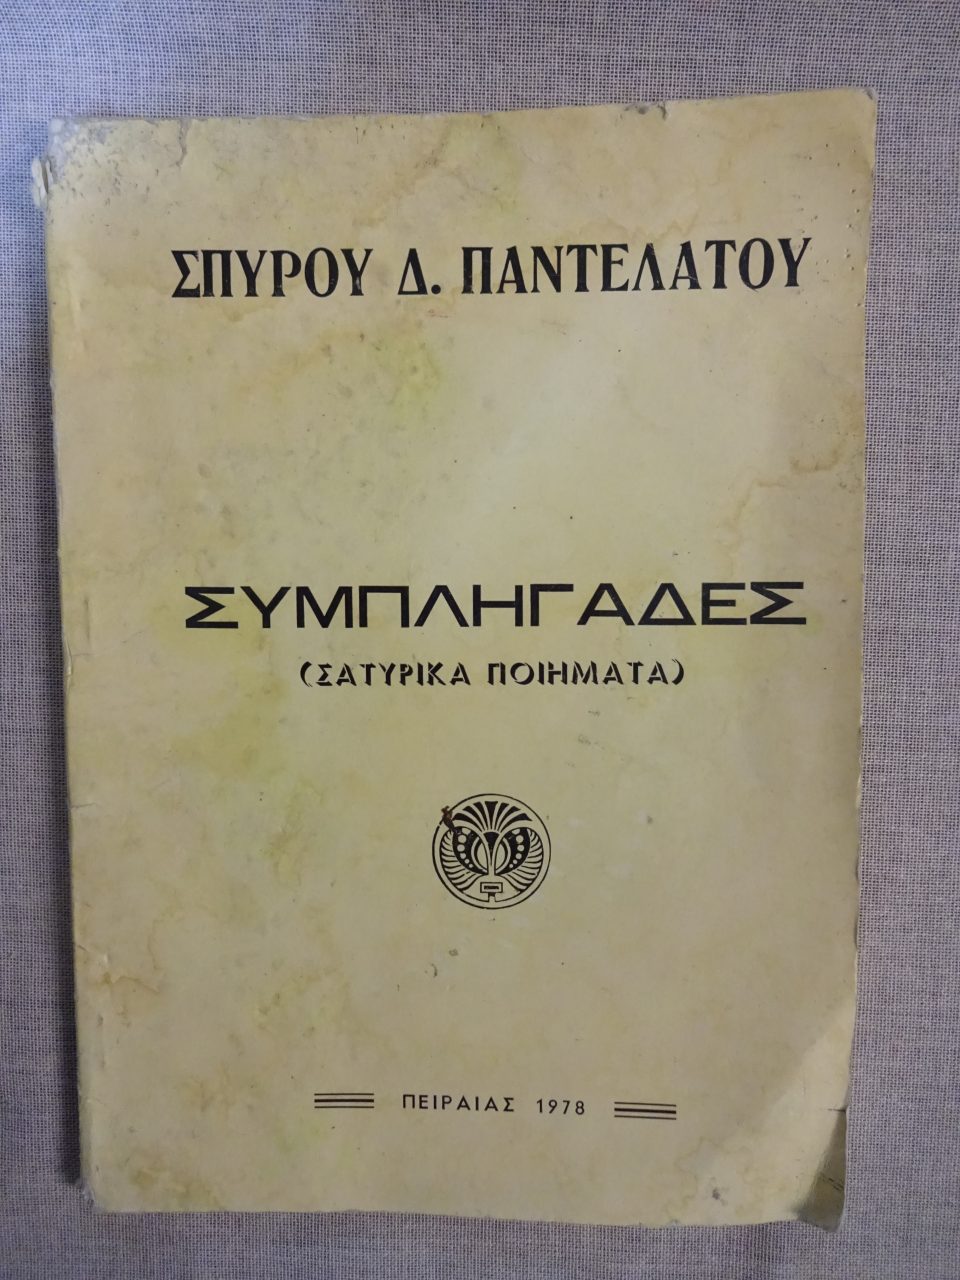 ΣΠΥΡΟΥ Δ. ΠΑΝΤΕΛΑΤΟΥ
ΣΥΜΠΛΗΓΑΔΕΣ
(ΣΑΤΥΡΙΚΑ ΠΟΙΗΜΑΤΑ)
ΠΕΙΡΑΙΑΣ 1978